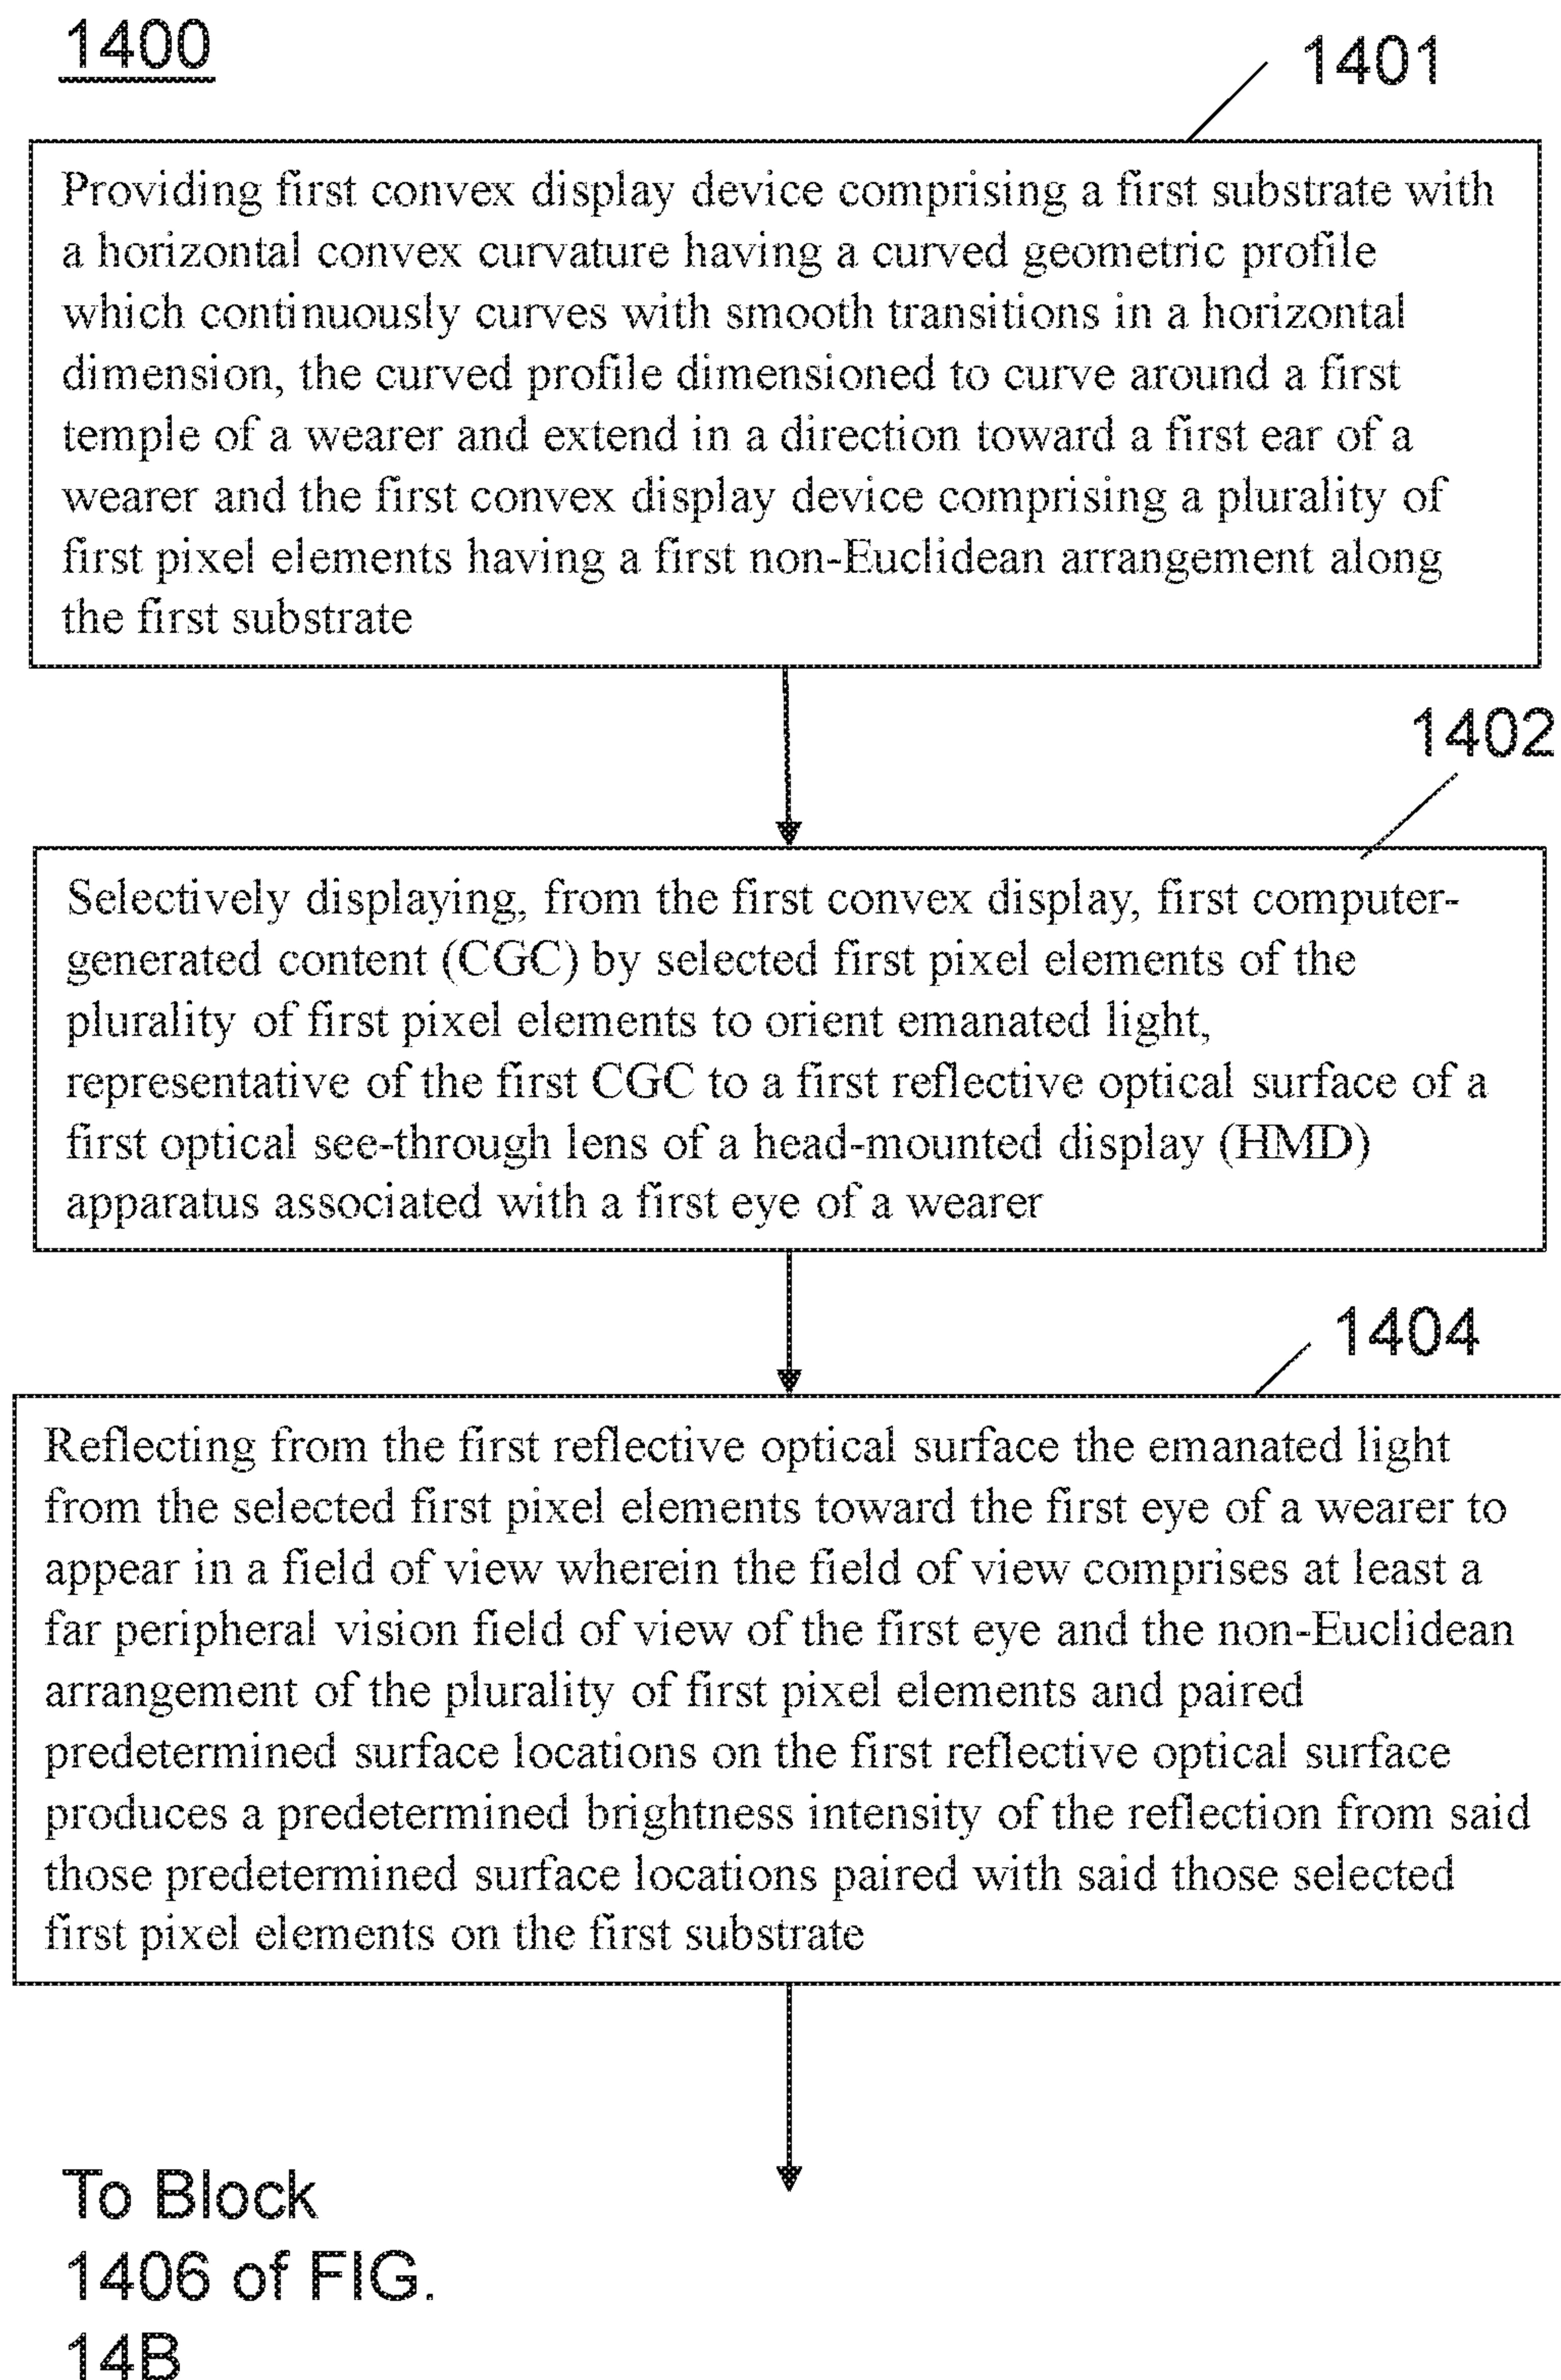 1400
1401
Providing first convex display device comprising a first substrate with
a horizontal convex curvature having a curved geometric profile
which continuously curves with smooth transitions in a horizontal
dimension, the curved profile dimensioned to curve around a first
temple of a wearer and extend in a direction toward a first ear of a
wearer and the first convex display device comprising a plurality of
first pixel elements having a first non-Euclidean arrangement along
the first substrate
1402
Selectively displaying, from the first convex display, first computer-
generated content (CGC) by selected first pixel elements of the
plurality of first pixel elements to orient emanated light,
representative of the first CGC to a first reflective optical surface of a
first optical see-through lens of a head-mounted display (HMD)
apparatus associated with a first eye of a wearer
1404
Reflecting from the first reflective optical surface the emanated light
from the selected first pixel elements toward the first eye of a wearer to
appear in a field of view wherein the field of view comprises at least a
far peripheral vision field of view of the first eye and the non-Euclidean
arrangement of the plurality of first pixel elements and paired
predetermined surface locations on the first reflective optical surface
produces a predetermined brightness intensity of the reflection from said
those predetermined surface locations paired with said those selected
first pixel elements on the first substrate
To Block
1406 of FIG.
14B